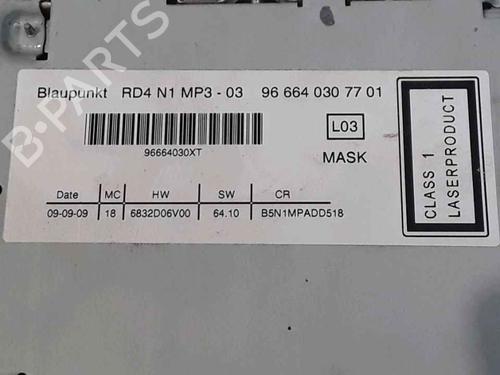 Blaupunkt RD4 N1 MP3 - 03 96 664 030 77 01
96664030XT
L03
MASK
CLASS 1
LASERPRODUCT
Date MC HW SW CR
09-09-09 18 6832D06V00 64.10 B5N1MPADD518
B-PARTS